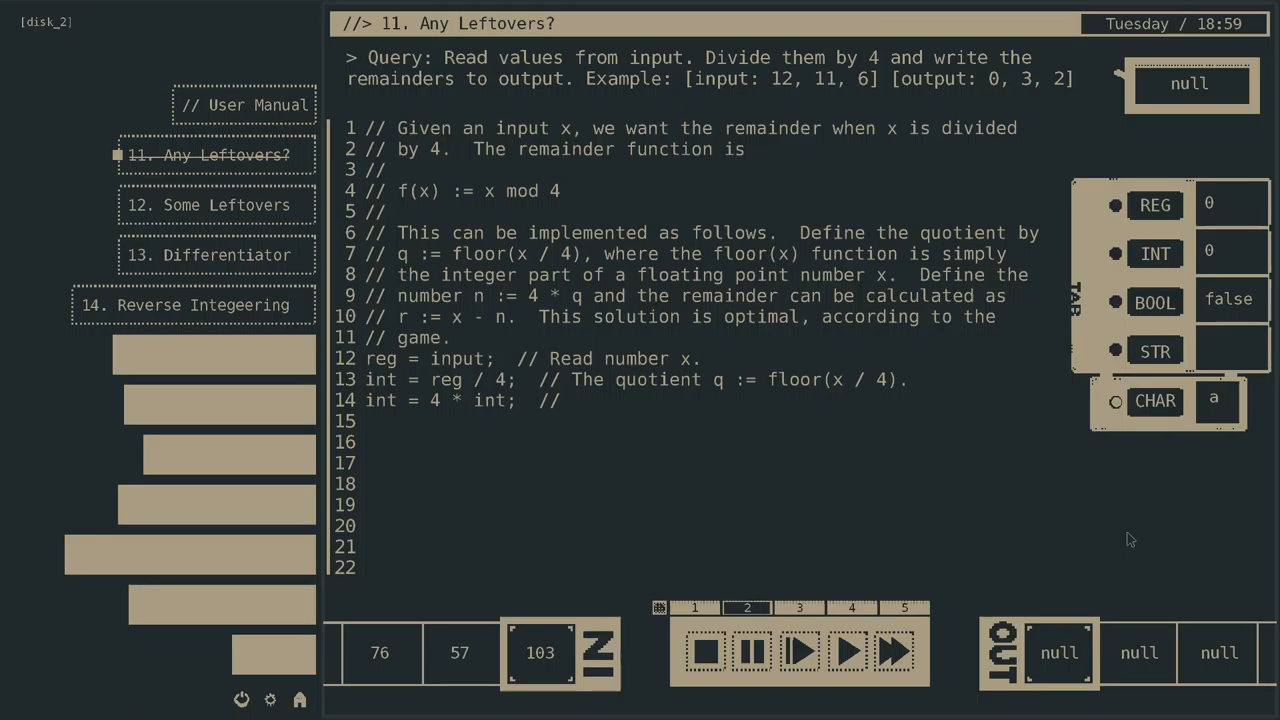 [disk_2]
//> 11. Any Leftovers?
Tuesday / 18:59
> Query: Read values from input. Divide them by 4 and write the
remainders to output. Example: [input: 12, 11, 6] [output: 0, 3, 2]
null
// User Manual
11. Any Leftovers?
12. Some Leftovers
13. Differentiator
14. Reverse Integeering
1 // Given an input x, we want the remainder when x is divided
2 // by 4.  The remainder function is
3 //
4 // f(x) := x mod 4
5 //
6 // This can be implemented as follows.  Define the quotient by
7 // q := floor(x / 4), where the floor(x) function is simply
8 // the integer part of a floating point number x.  Define the
9 // number n := 4 * q and the remainder can be calculated as
10 // r := x - n.  This solution is optimal, according to the
11 // game.
12 reg = input;  // Read number x.
13 int = reg / 4;  // The quotient q := floor(x / 4).
14 int = 4 * int;  //
15
16
17
18
19
20
21
22
REG 0
INT 0
BOOL false
STR
CHAR a
1 2 3 4 5
76 57 103 IN
OUT null null null